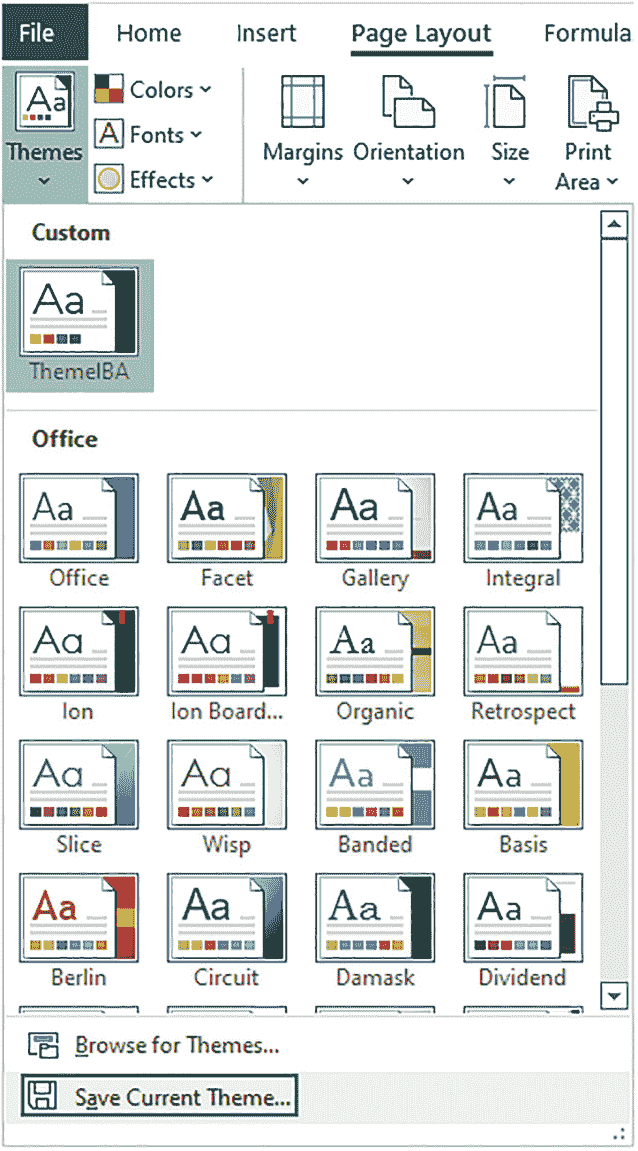 File Home Insert Page Layout Formula
Aa Colors
Themes A Fonts
Effects
Margins Orientation Size Print
Area
Custom
Aa
ThemeIBA
Office
Aa Aa Aa Aa
Office Facet Gallery Integral
Aa Aa Aa Aa
Ion Ion Board... Organic Retrospect
Aa Aa Aa Aa
Slice Wisp Banded Basis
Aa Aa Aa Aa
Berlin Circuit Damask Dividend
Browse for Themes...
Save Current Theme...